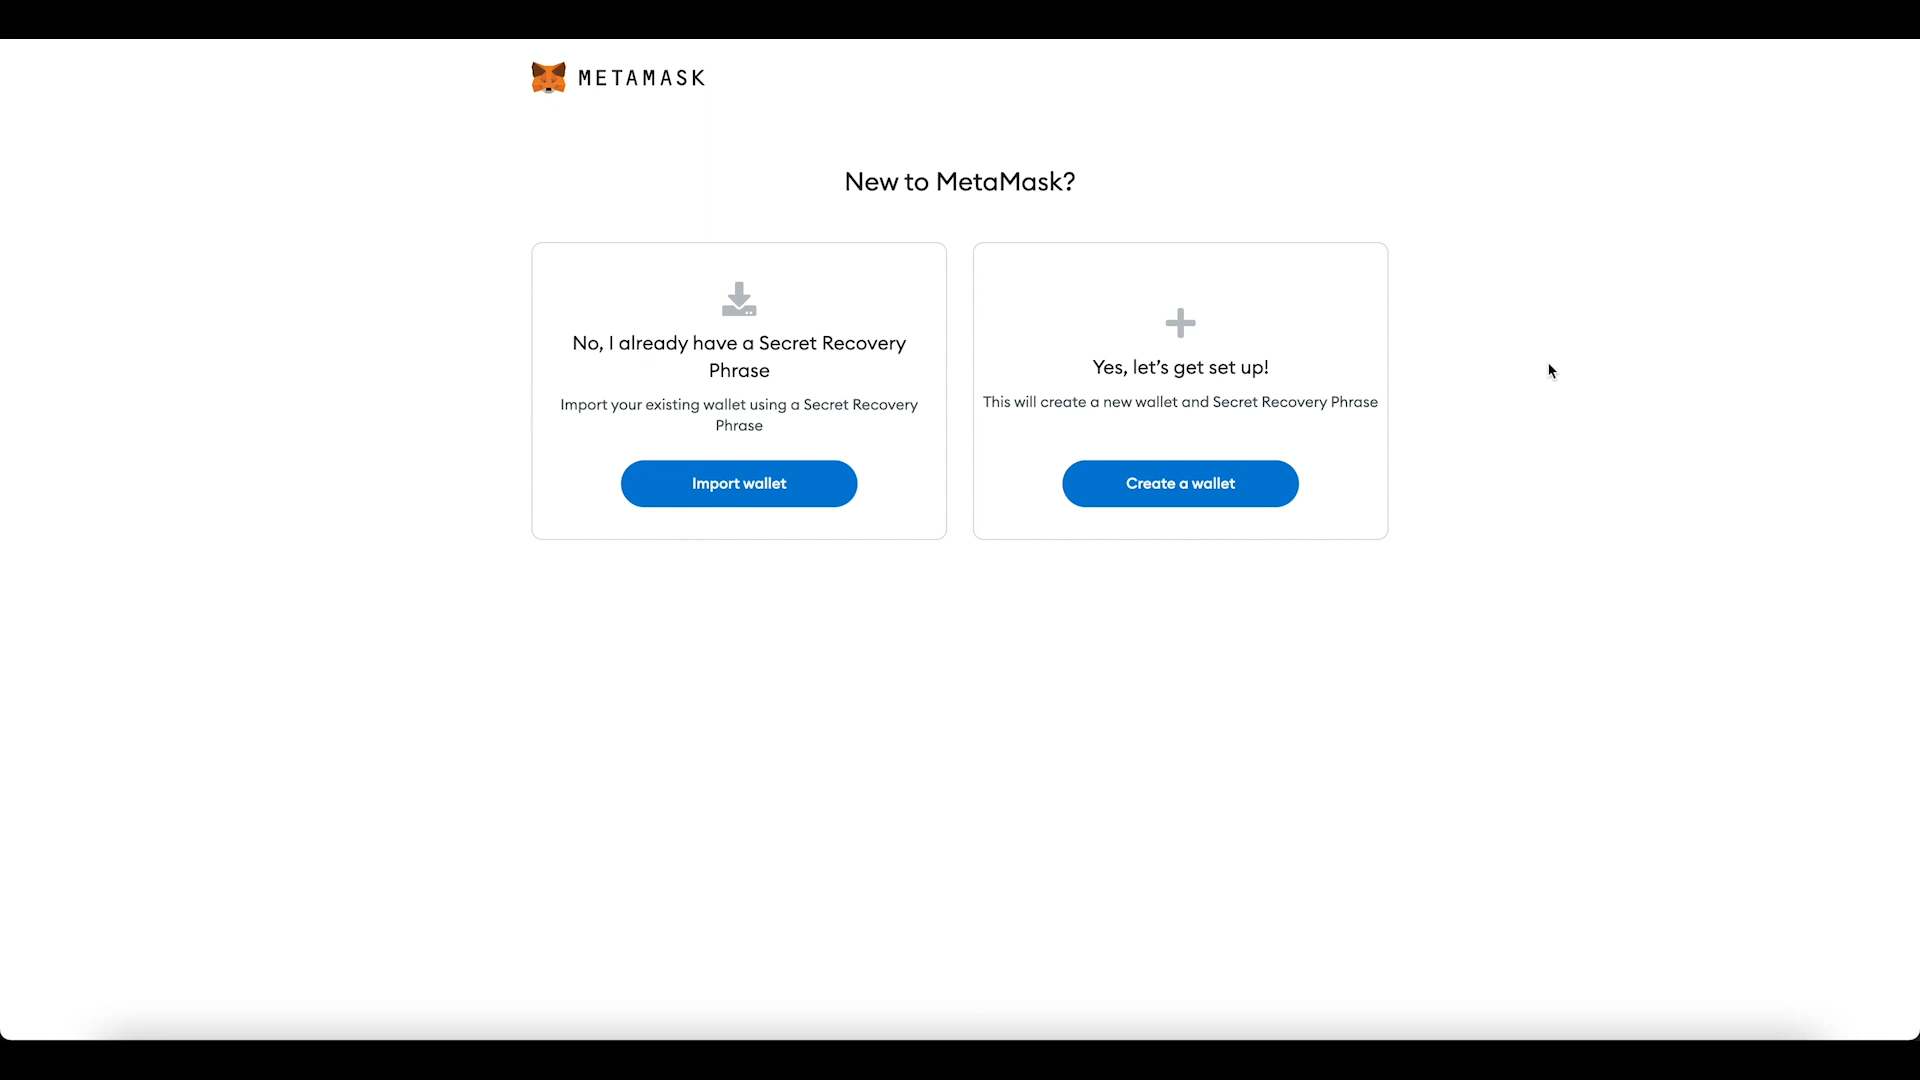 METAMASK
New to MetaMask?
No, I already have a Secret Recovery
Phrase
Import your existing wallet using a Secret Recovery
Phrase
Import wallet
Yes, let’s get set up!
This will create a new wallet and Secret Recovery Phrase
Create a wallet